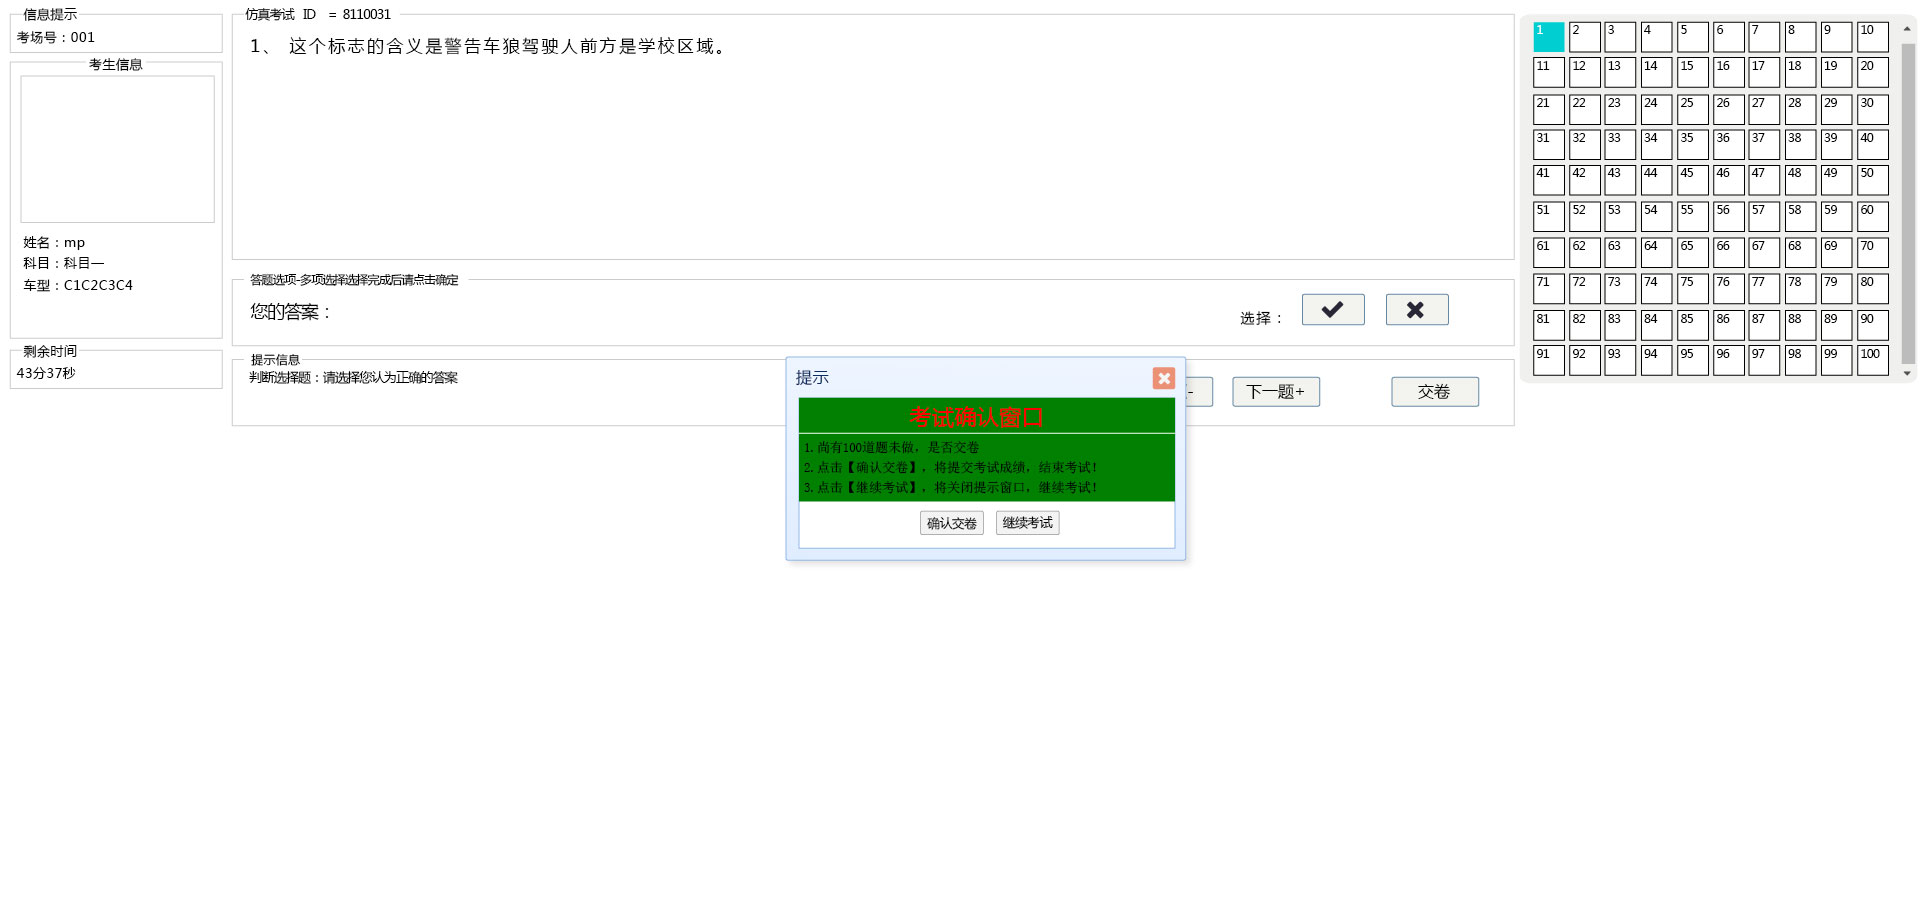 信息提示
考场号：001
考生信息
姓名：mp
科目：科目一
车型：C1C2C3C4
剩余时间
43分37秒
仿真考试 ID = 8110031
1、 这个标志的含义是警告车狼驾驶人前方是学校区域。
答题选项-多项选择选择完成后请点击确定
您的答案：
选择：
提示信息
判断选择题：请选择您认为正确的答案
下一题+
交卷
提示
考试确认窗口
1. 尚有100道题未做，是否交卷
2. 点击【确认交卷】，将提交考试成绩，结束考试！
3. 点击【继续考试】，将关闭提示窗口，继续考试！
确认交卷 继续考试
1 2 3 4 5 6 7 8 9 10
11 12 13 14 15 16 17 18 19 20
21 22 23 24 25 26 27 28 29 30
31 32 33 34 35 36 37 38 39 40
41 42 43 44 45 46 47 48 49 50
51 52 53 54 55 56 57 58 59 60
61 62 63 64 65 66 67 68 69 70
71 72 73 74 75 76 77 78 79 80
81 82 83 84 85 86 87 88 89 90
91 92 93 94 95 96 97 98 99 100